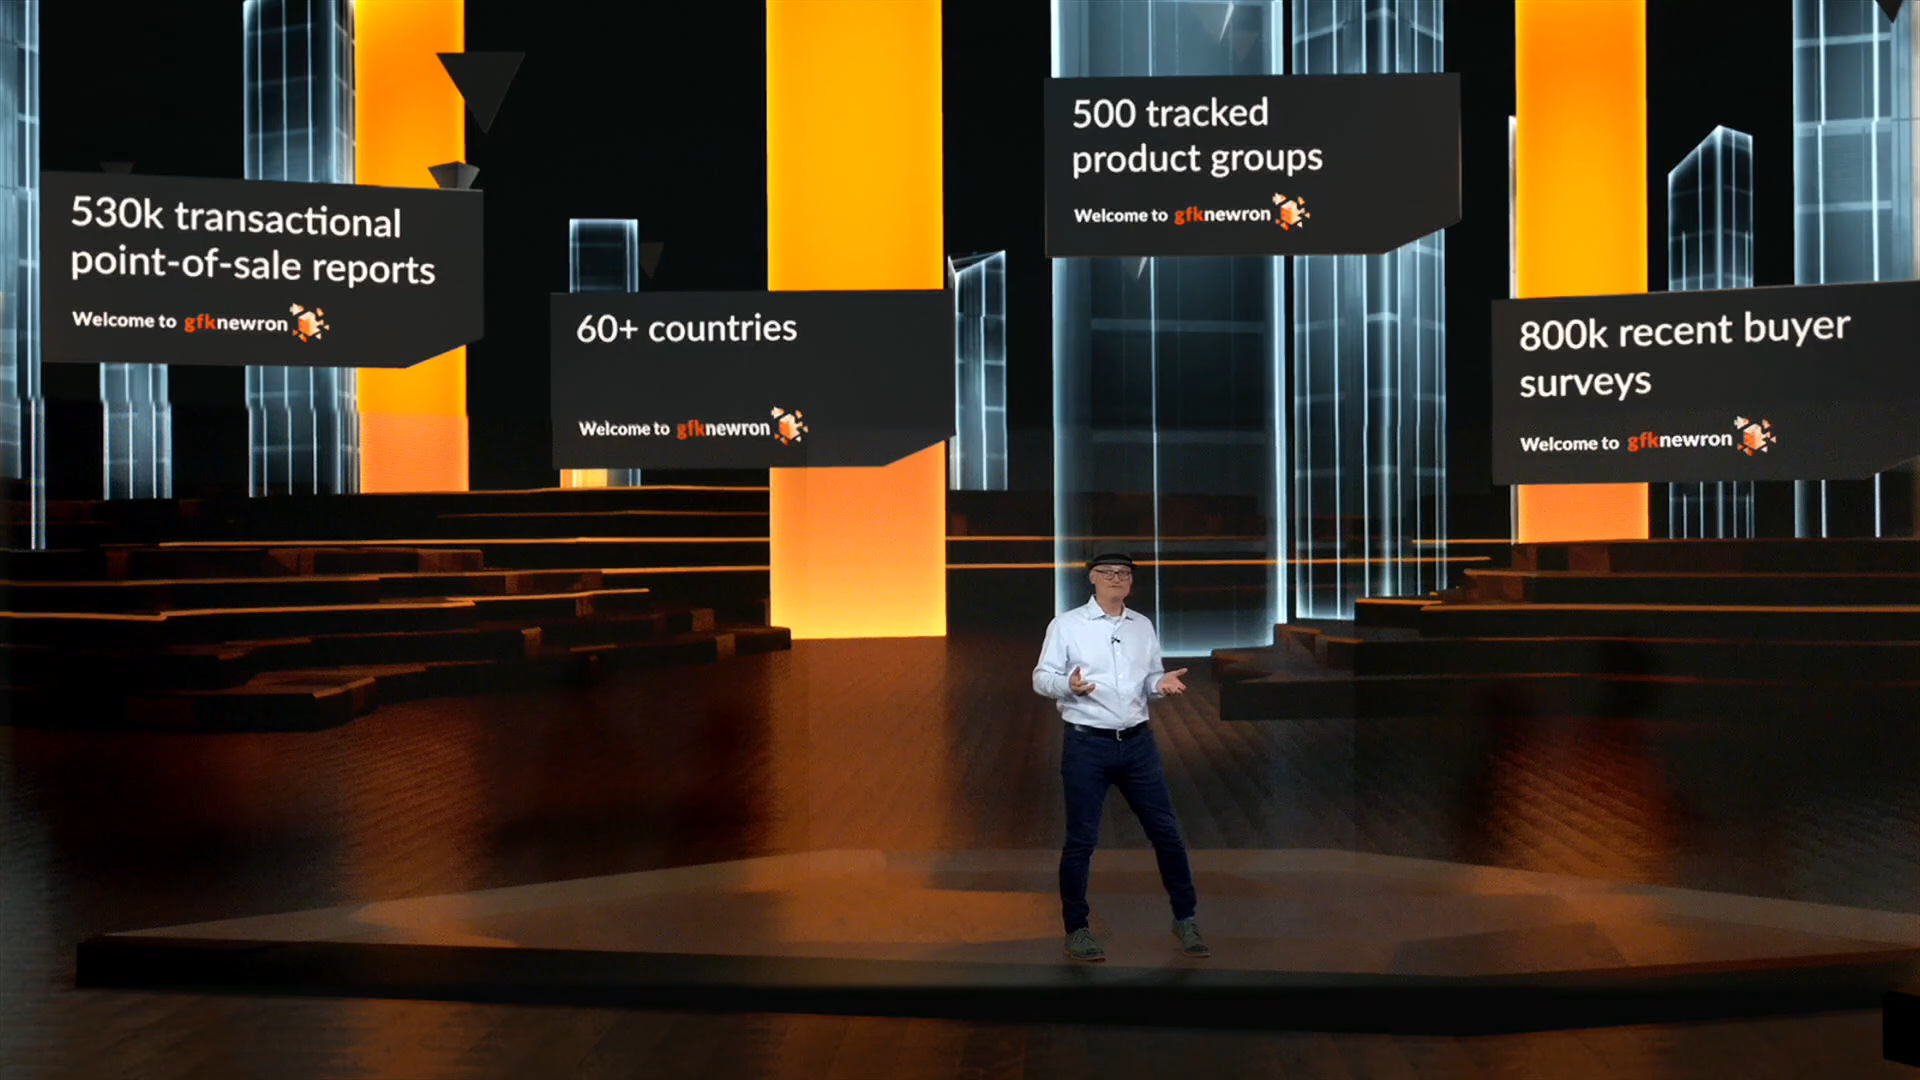 530k transactional
point-of-sale reports
Welcome to gfknewron
60+ countries
Welcome to gfknewron
500 tracked
product groups
Welcome to gfknewron
800k recent buyer
surveys
Welcome to gfknewron